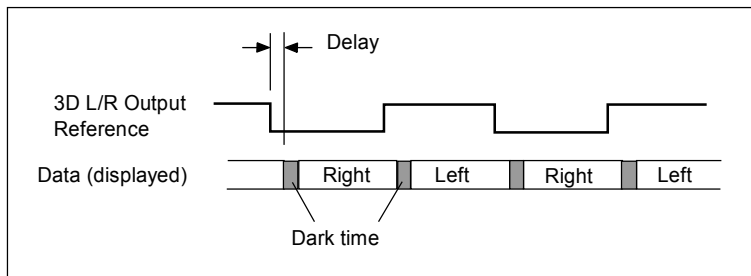 Delay
3D L/R Output
Reference
Data (displayed)
Right
Left
Right
Left
Dark time